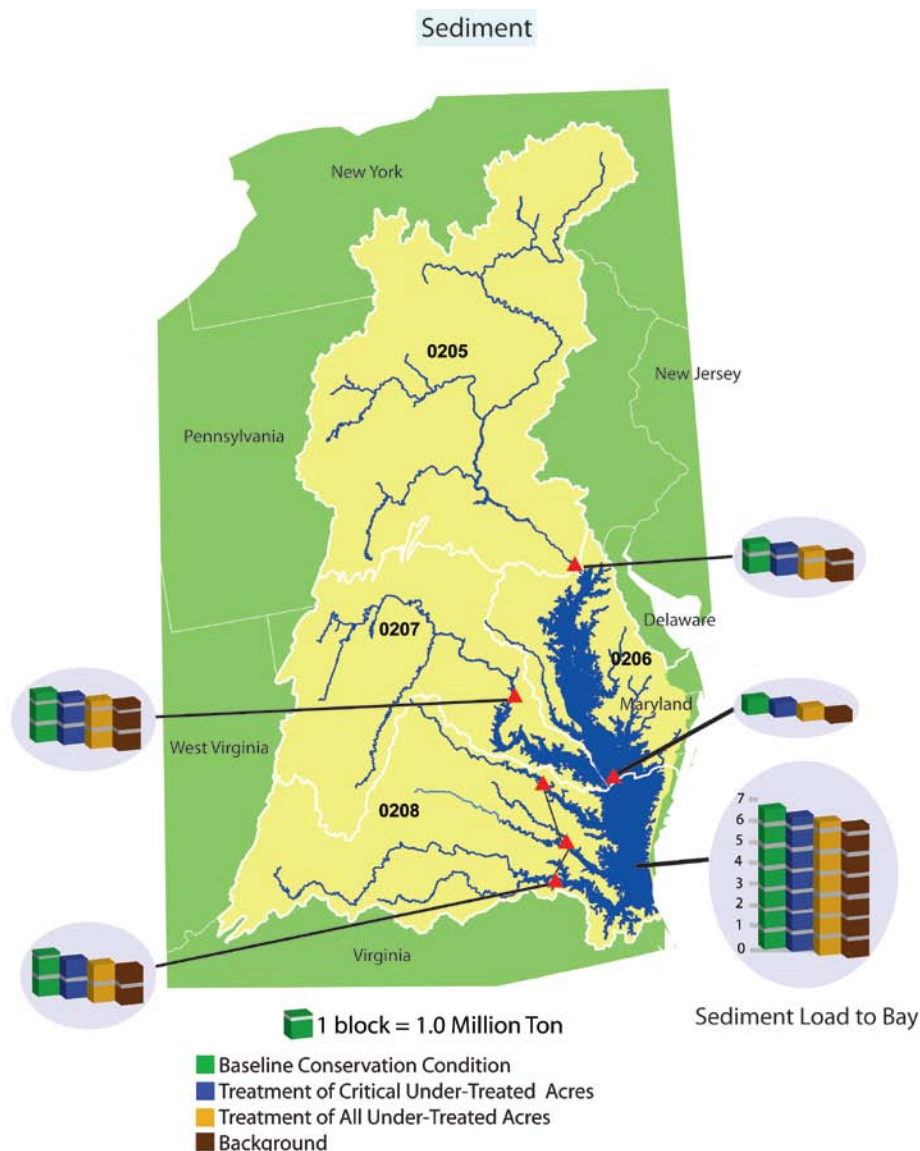 Sediment
New York
0205
New Jersey
Pennsylvania
Delaware
0207
0206
Maryland
West Virginia
0208
7
6
5
4
3
2
1
0
Virginia
Sediment Load to Bay
1 block = 1.0 Million Ton
Baseline Conservation Condition
Treatment of Critical Under-Treated Acres
Treatment of All Under-Treated Acres
Background